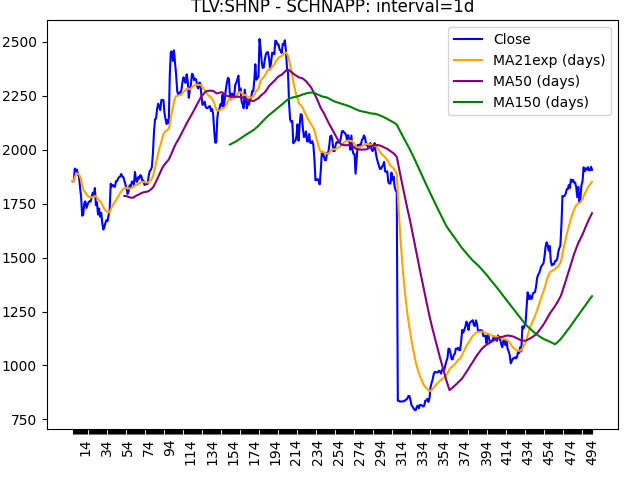 TLV:SHNP - SCHNAPP: interval=1d
Close
MA21exp (days)
MA50 (days)
MA150 (days)
2500
2250
2000
1750
1500
1250
1000
750
14 34 54 74 94 114 134 154 174 194 214 234 254 274 294 314 334 354 374 394 414 434 454 474 494